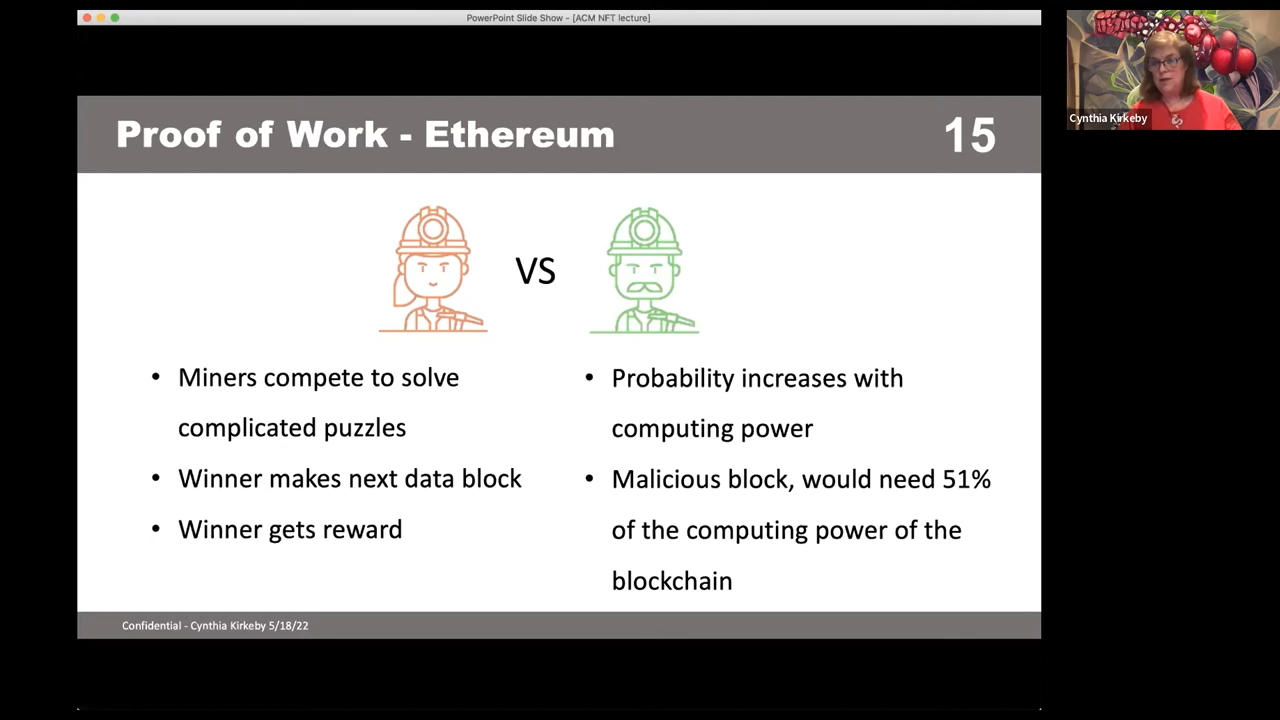 PowerPoint Slide Show - [ACM NFT lecture]
Proof of Work - Ethereum
15
VS
• Miners compete to solve
complicated puzzles
• Winner makes next data block
• Winner gets reward
• Probability increases with
computing power
• Malicious block, would need 51%
of the computing power of the
blockchain
Confidential - Cynthia Kirkeby 5/18/22
Cynthia Kirkeby